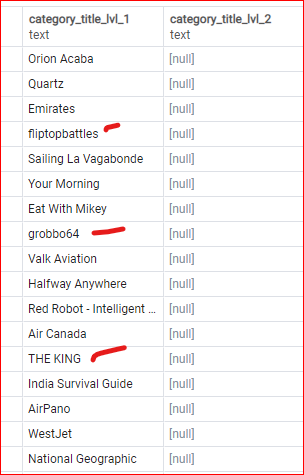 category_title_lvl_1 category_title_lvl_2
text text
Orion Acaba [null]
Quartz [null]
Emirates [null]
fliptopbattles [null]
Sailing La Vagabonde [null]
Your Morning [null]
Eat With Mikey [null]
grobbo64 [null]
Valk Aviation [null]
Halfway Anywhere [null]
Red Robot - Intelligent ... [null]
Air Canada [null]
THE KING [null]
India Survival Guide [null]
AirPano [null]
WestJet [null]
National Geographic [null]